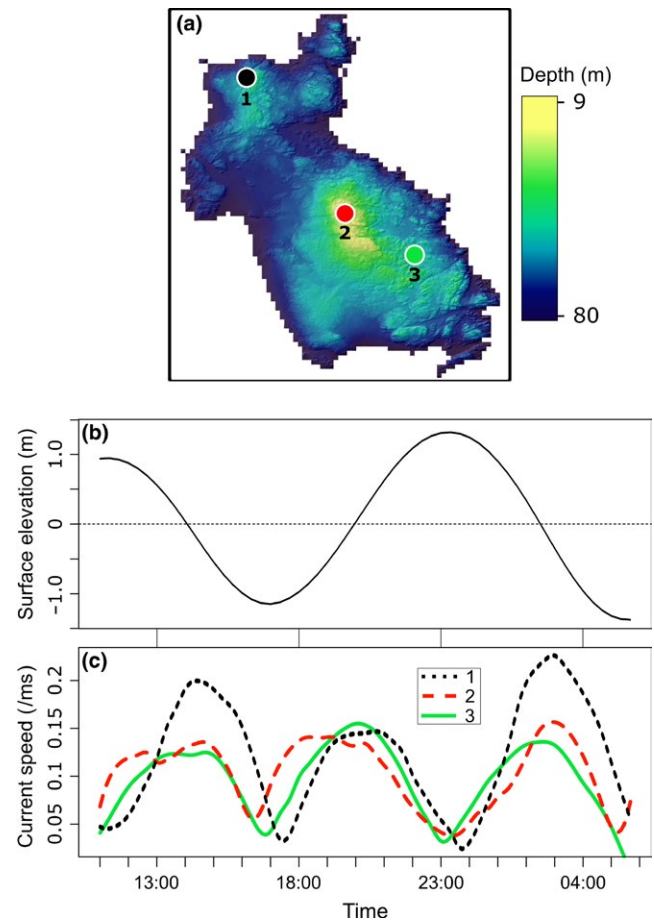 (a)
1
2
3
Depth (m)
9
80
(b)
Surface elevation (m)
1.0
0
−1.0
(c)
Current speed (/ms)
0.2
0.15
0.1
0.05
1
2
3
13:00
18:00
23:00
04:00
Time